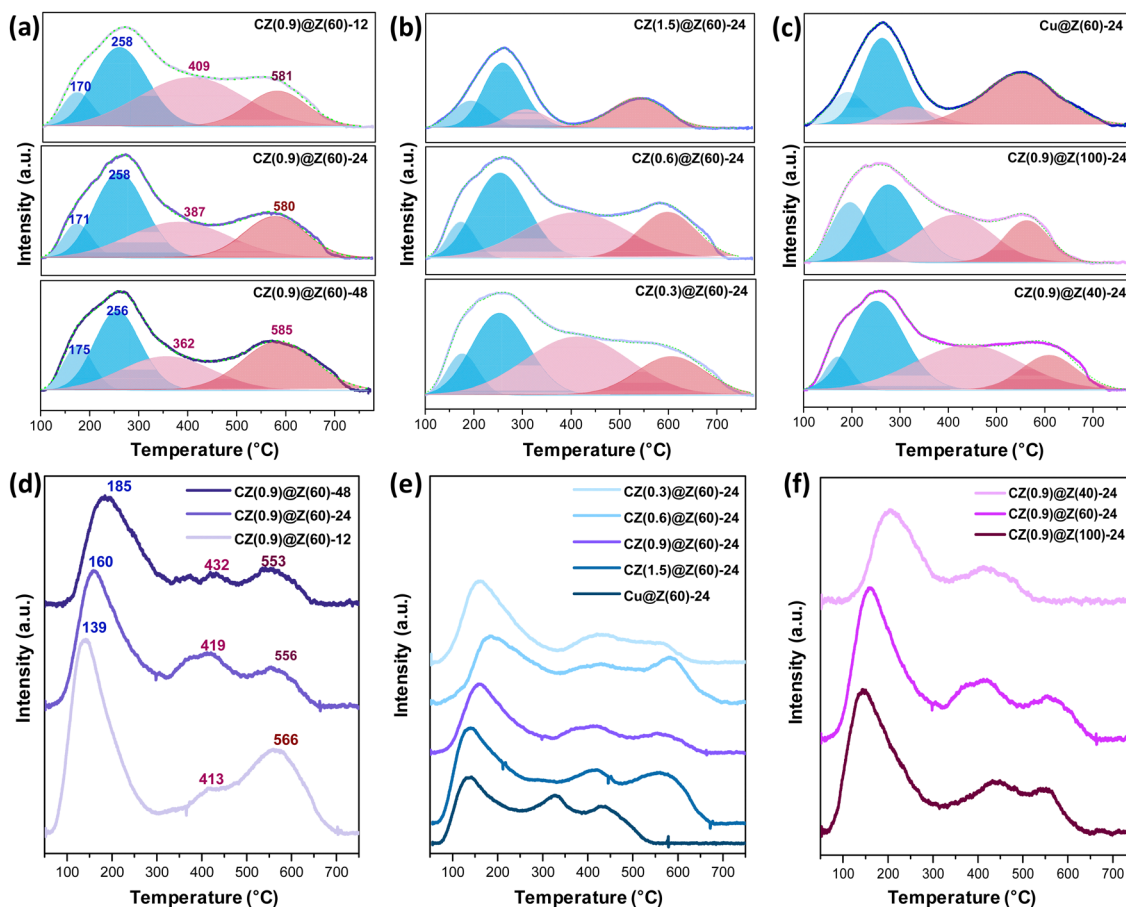 (a)
CZ(0.9)@Z(60)-12
170
258
409
581
CZ(0.9)@Z(60)-24
171
258
387
580
CZ(0.9)@Z(60)-48
175
256
362
585
Intensity (a.u.)
100 200 300 400 500 600 700
Temperature (°C)
(b)
CZ(1.5)@Z(60)-24
CZ(0.6)@Z(60)-24
CZ(0.3)@Z(60)-24
Intensity (a.u.)
100 200 300 400 500 600 700
Temperature (°C)
(c)
Cu@Z(60)-24
CZ(0.9)@Z(100)-24
CZ(0.9)@Z(40)-24
Intensity (a.u.)
100 200 300 400 500 600 700
Temperature (°C)
(d)
CZ(0.9)@Z(60)-48
CZ(0.9)@Z(60)-24
CZ(0.9)@Z(60)-12
185
432
553
160
419
556
139
413
566
Intensity (a.u.)
100 200 300 400 500 600 700
Temperature (°C)
(e)
CZ(0.3)@Z(60)-24
CZ(0.6)@Z(60)-24
CZ(0.9)@Z(60)-24
CZ(1.5)@Z(60)-24
Cu@Z(60)-24
Intensity (a.u.)
100 200 300 400 500 600 700
Temperature (°C)
(f)
CZ(0.9)@Z(40)-24
CZ(0.9)@Z(60)-24
CZ(0.9)@Z(100)-24
Intensity (a.u.)
100 200 300 400 500 600 700
Temperature (°C)